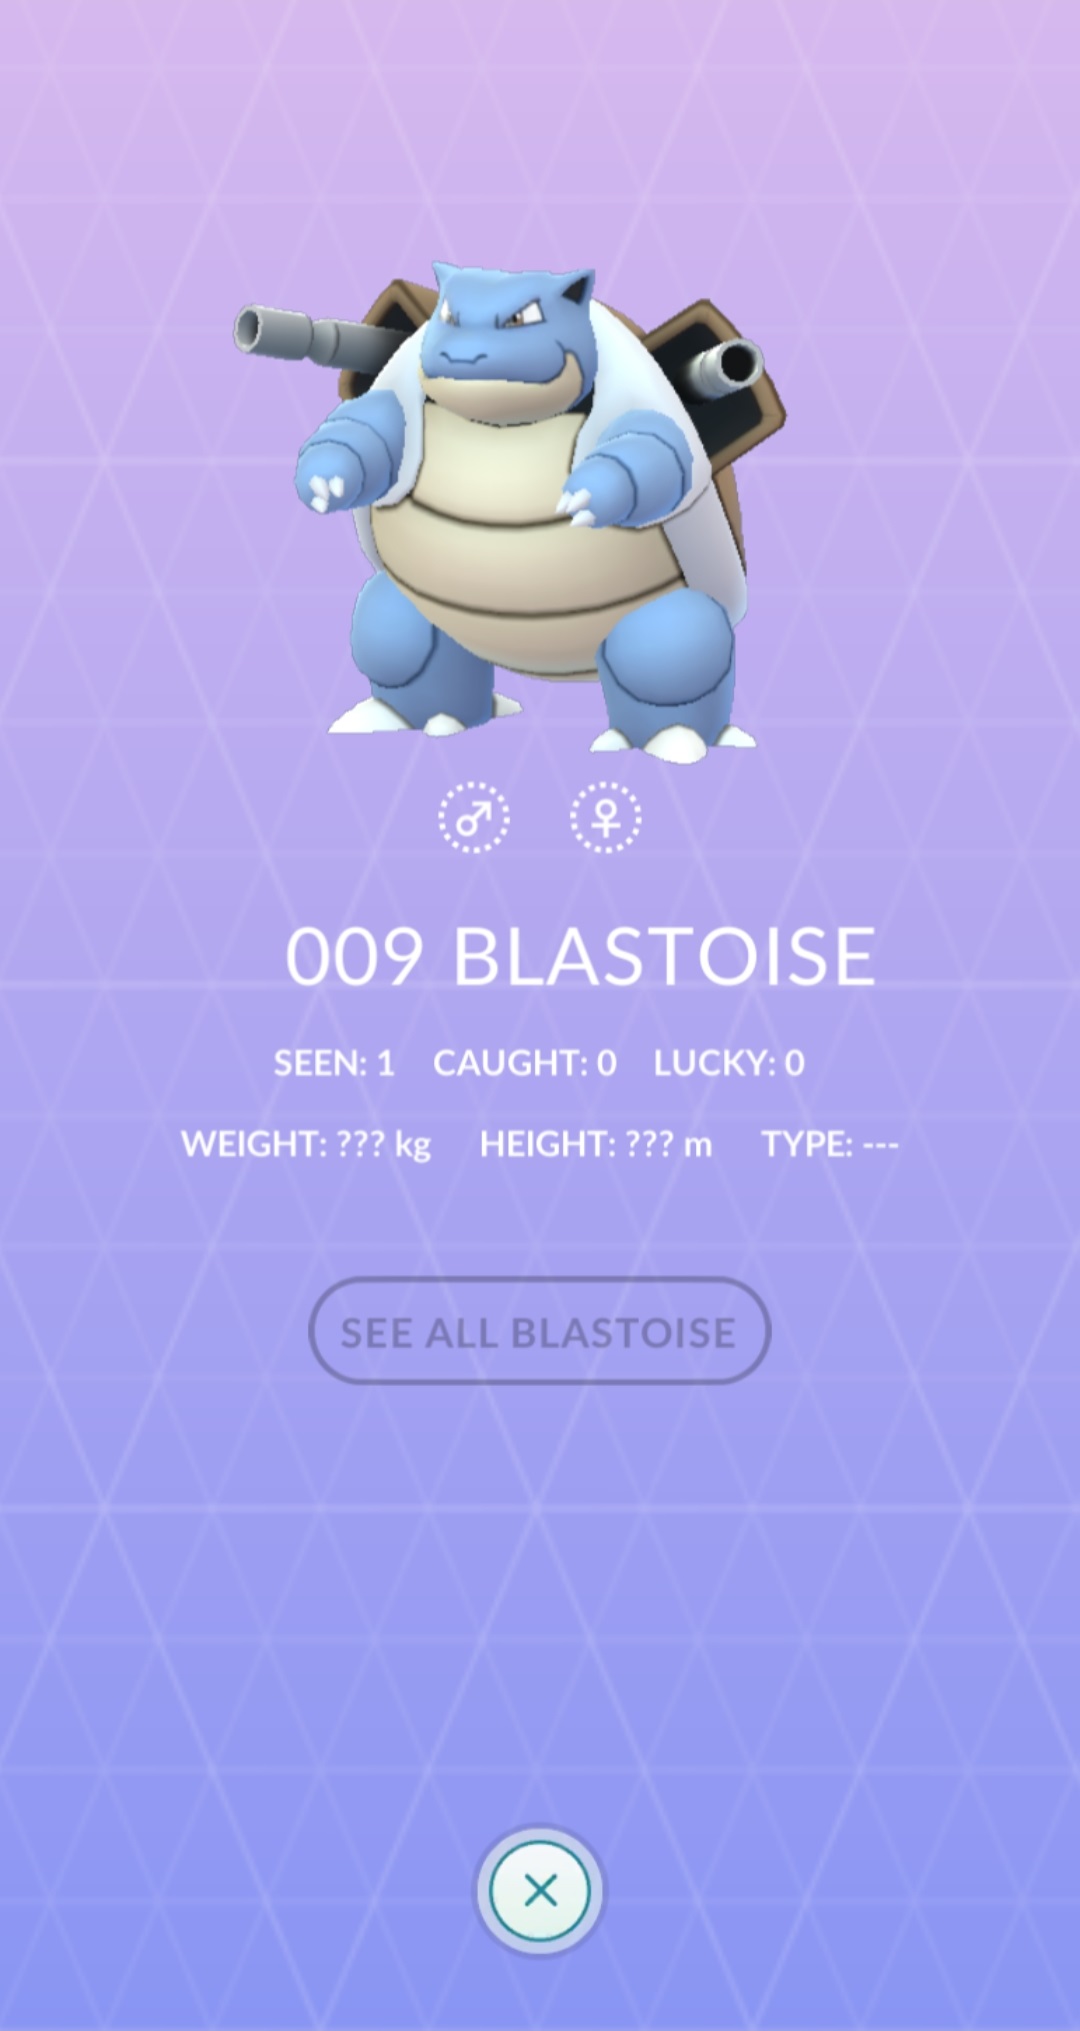 ♂ ♀
009 BLASTOISE
SEEN: 1 CAUGHT: 0 LUCKY: 0
WEIGHT: ??? kg HEIGHT: ??? m TYPE: ---
SEE ALL BLASTOISE